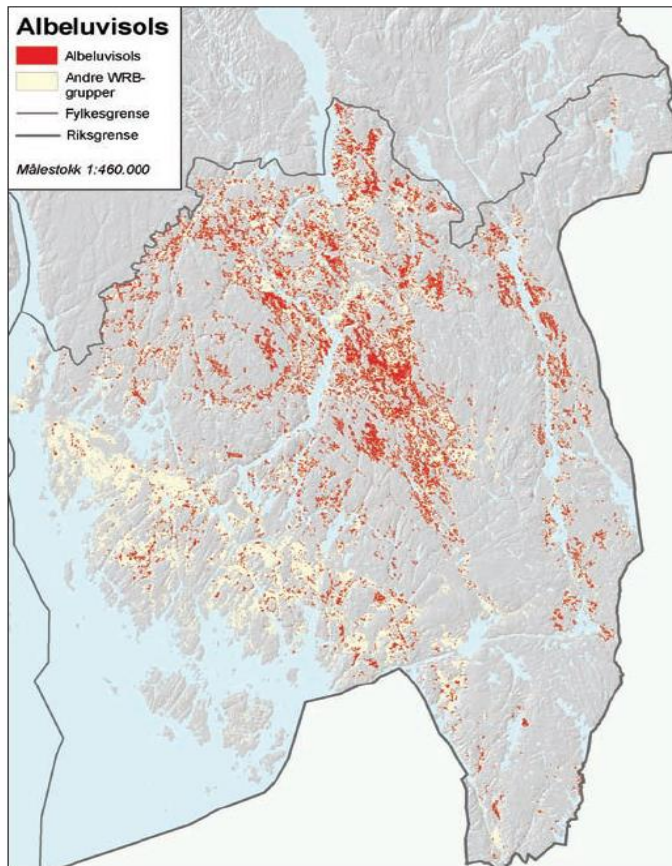 Albeluvisols
Albeluvisols
Andre WRB-
grupper
Fylkesgrense
Riksgrense
Målestokk 1:460.000